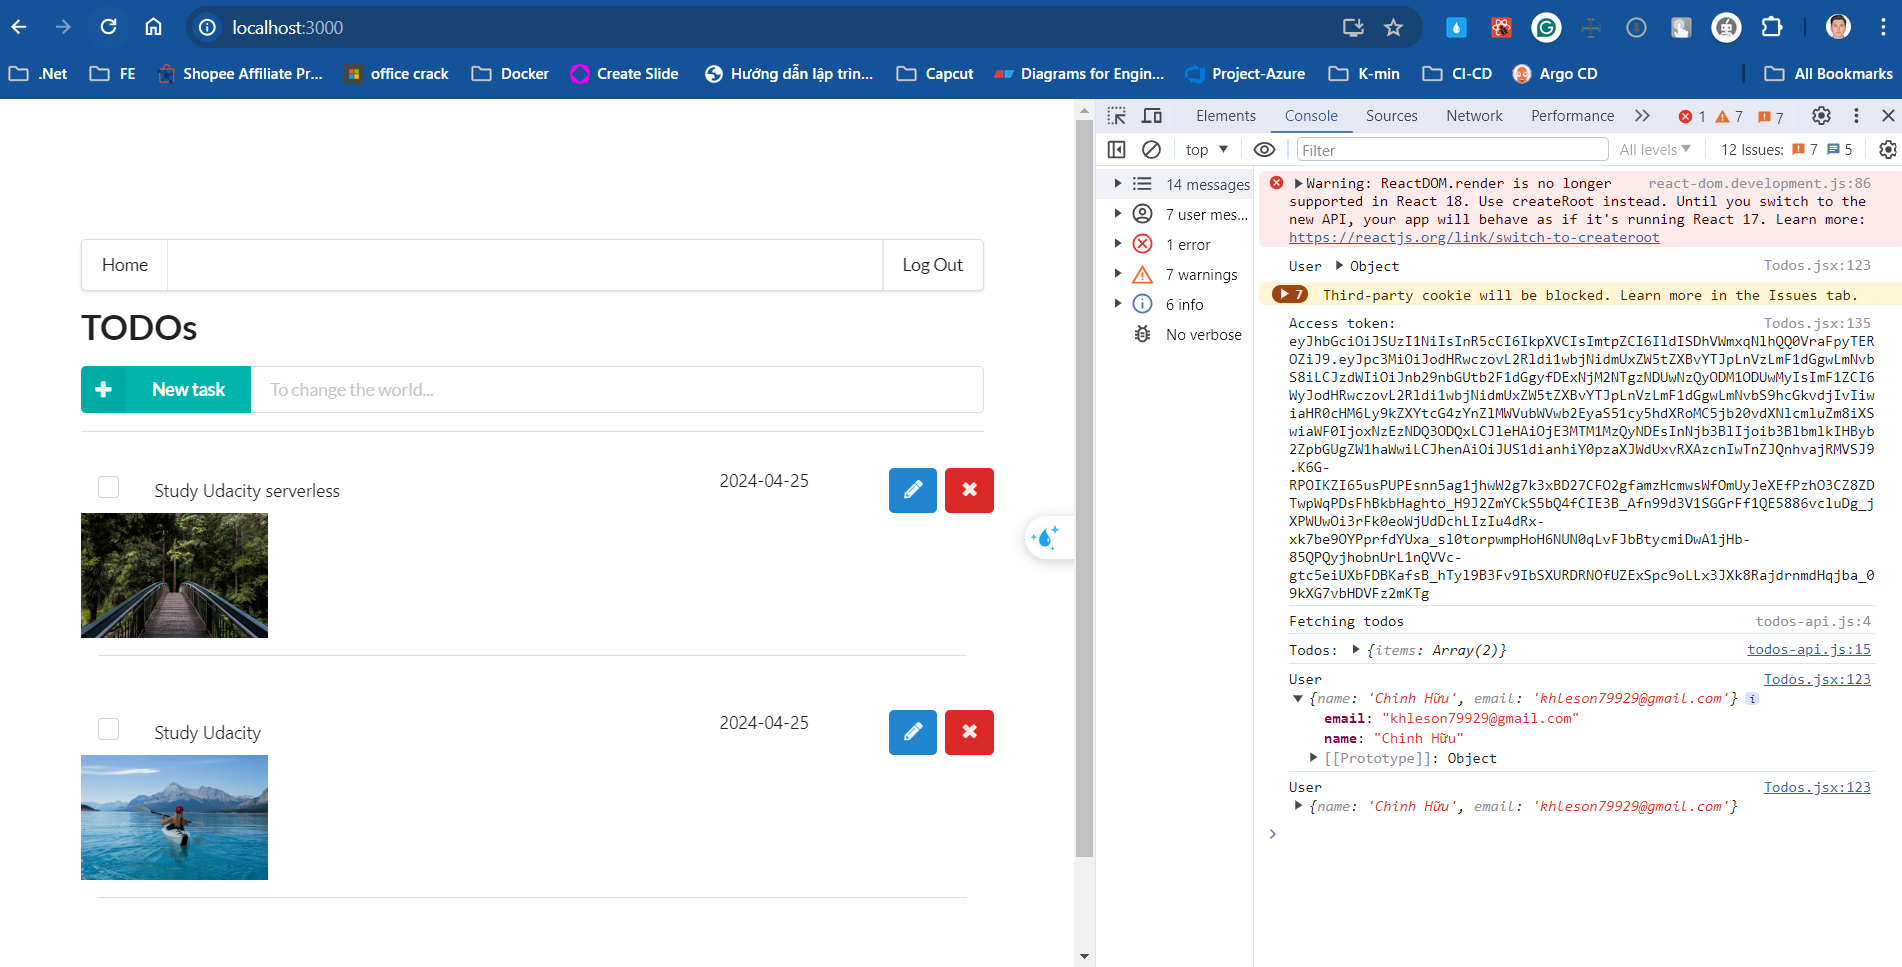 localhost:3000
.Net
FE
Shopee Affiliate Pr...
office crack
Docker
Create Slide
Hướng dẫn lập trìn...
Capcut
Diagrams for Engin...
Project-Azure
K-min
CI-CD
Argo CD
All Bookmarks
Home
Log Out
TODOs
New task
To change the world...
Study Udacity serverless
2024-04-25
Study Udacity
2024-04-25
Elements
Console
Sources
Network
Performance
1
7
7
top
Filter
All levels
12 Issues:
7
5
14 messages
7 user mes...
1 error
7 warnings
6 info
No verbose
Warning: ReactDOM.render is no longer
react-dom.development.js:86
supported in React 18. Use createRoot instead. Until you switch to the
new API, your app will behave as if it's running React 17. Learn more:
https://reactjs.org/link/switch-to-createroot
User Object
Todos.jsx:123
7
Third-party cookie will be blocked. Learn more in the Issues tab.
Access token:
Todos.jsx:135
Fetching todos
todos-api.js:4
Todos: {items: Array(2)}
todos-api.js:15
User
Todos.jsx:123
{name: 'Chinh Hữu', email: 'khleson79929@gmail.com'}
email: "khleson79929@gmail.com"
name: "Chinh Hữu"
[[Prototype]]: Object
User
Todos.jsx:123
{name: 'Chinh Hữu', email: 'khleson79929@gmail.com'}